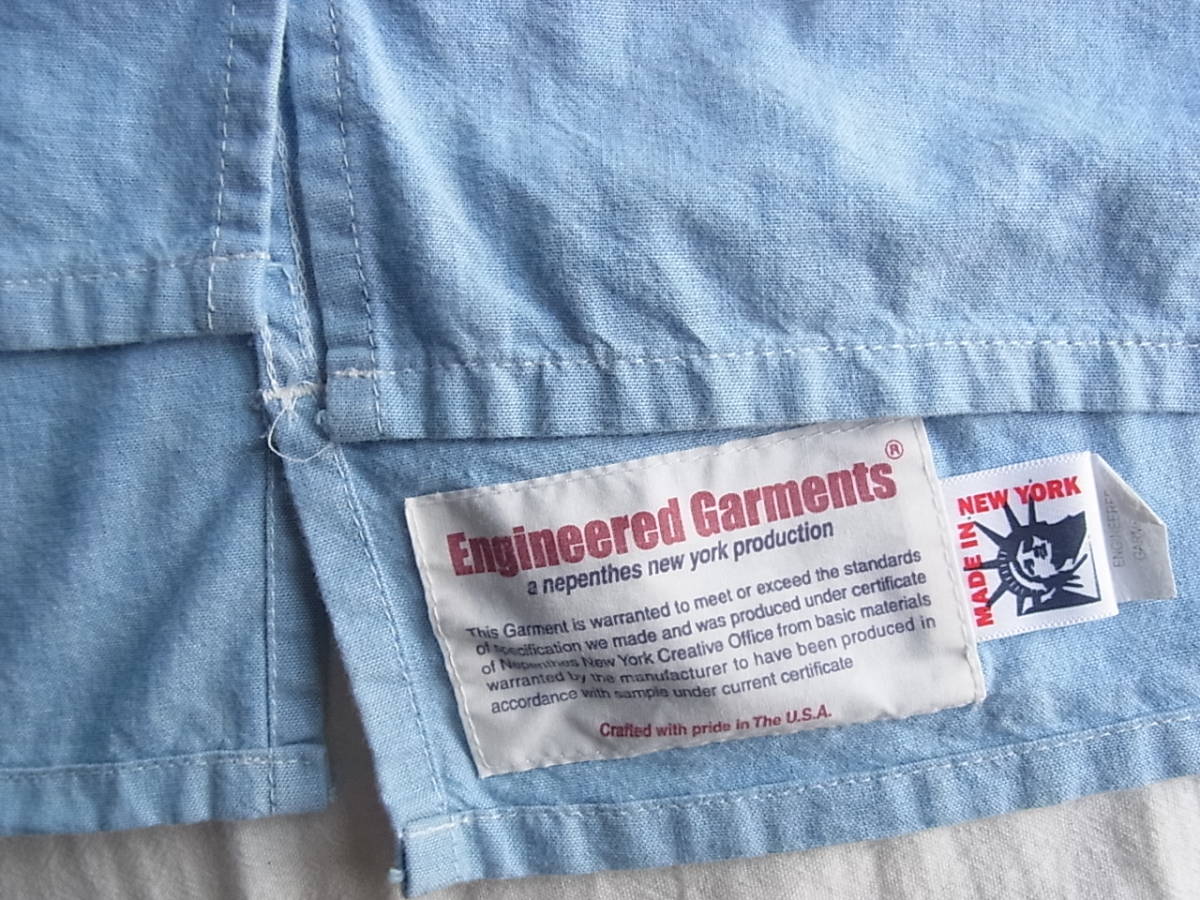 Engineered Garments®
a nepenthes new york production
This Garment is warranted to meet or exceed the standards
of specification we made and was produced under certificate
of Nepenthes New York Creative Office from basic materials
warranted by the manufacturer to have been produced in
accordance with sample under current certificate
Crafted with pride in The U.S.A.
MADE IN NEW YORK